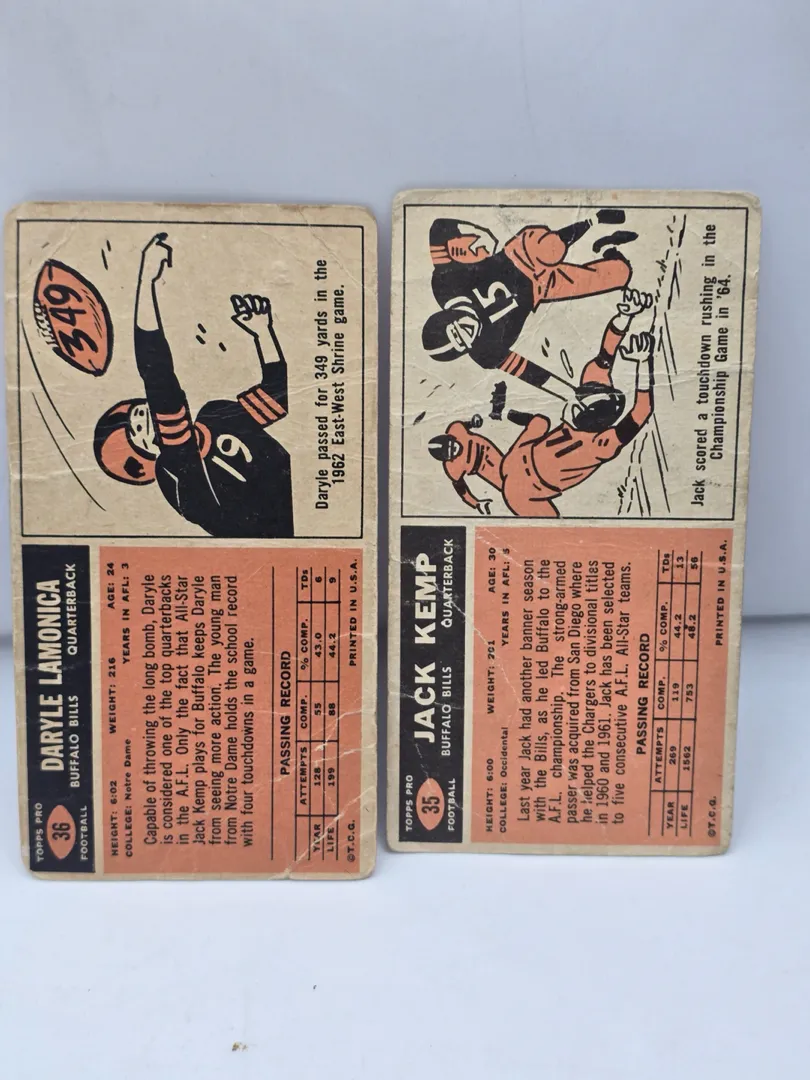 TOPPS PRO
36
FOOTBALL
DARYLE LAMONICA
BUFFALO BILLS QUARTERBACK
HEIGHT: 6:02 WEIGHT: 216 AGE: 24
COLLEGE: Notre Dame YEARS IN AFL: 3
Capable of throwing the long bomb, Daryle
is considered one of the top quarterbacks
in the A.F.L. Only the fact that All-Star
Jack Kemp plays for Buffalo keeps Daryle
from seeing more action. The young man
from Notre Dame holds the school record
with four touchdowns in a game.
PASSING RECORD
ATTEMPTS COMP. % COMP. TDs
YEAR 128 55 43.0 6
LIFE 199 88 44.2 9
©T.C.G. PRINTED IN U.S.A.
349
19
Daryle passed for 349 yards in the
1962 East-West Shrine game.
TOPPS PRO
35
FOOTBALL
JACK KEMP
BUFFALO BILLS QUARTERBACK
HEIGHT: 6:00 WEIGHT: 201 AGE: 30
COLLEGE: Occidental YEARS IN AFL: 5
Last year Jack had another banner season
with the Bills, as he led Buffalo to the
A.F.L. championship. The strong-armed
passer was acquired from San Diego where
he helped the Chargers to divisional titles
in 1960 and 1961. Jack has been selected
to five consecutive A.F.L. All-Star teams.
PASSING RECORD
ATTEMPTS COMP. % COMP. TDs
YEAR 269 119 44.2 13
LIFE 1562 753 48.2 56
©T.C.G. PRINTED IN U.S.A.
15
Jack scored a touchdown rushing in the
Championship Game in '64.